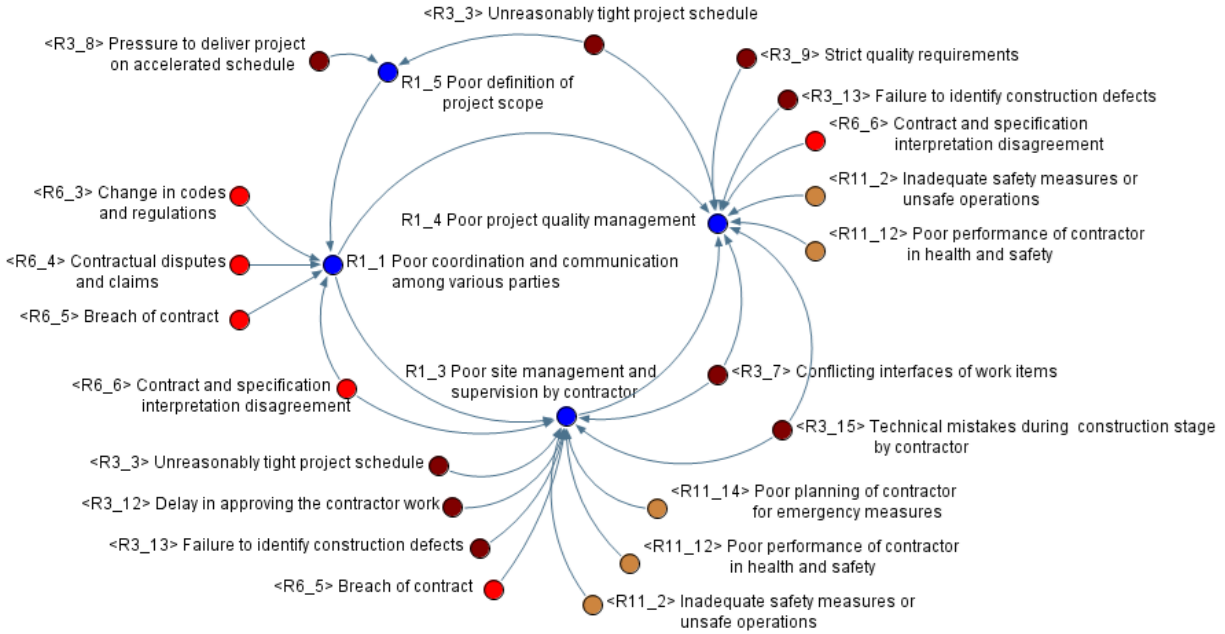 <R3_3> Unreasonably tight project schedule
<R3_8> Pressure to deliver project
on accelerated schedule
R1_5 Poor definition of
project scope
<R3_9> Strict quality requirements
<R3_13> Failure to identify construction defects
<R6_6> Contract and specification
interpretation disagreement
<R11_2> Inadequate safety measures or
unsafe operations
<R6_3> Change in codes
and regulations
R1_4 Poor project quality management
<R11_12> Poor performance of contractor
in health and safety
<R6_4> Contractual disputes
and claims
R1_1 Poor coordination and communication
among various parties
<R6_5> Breach of contract
<R6_6> Contract and specification
interpretation disagreement
R1_3 Poor site management and
supervision by contractor
<R3_7> Conflicting interfaces of work items
<R3_15> Technical mistakes during construction stage
by contractor
<R3_3> Unreasonably tight project schedule
<R3_12> Delay in approving the contractor work
<R3_13> Failure to identify construction defects
<R6_5> Breach of contract
<R11_14> Poor planning of contractor
for emergency measures
<R11_12> Poor performance of contractor
in health and safety
<R11_2> Inadequate safety measures or
unsafe operations